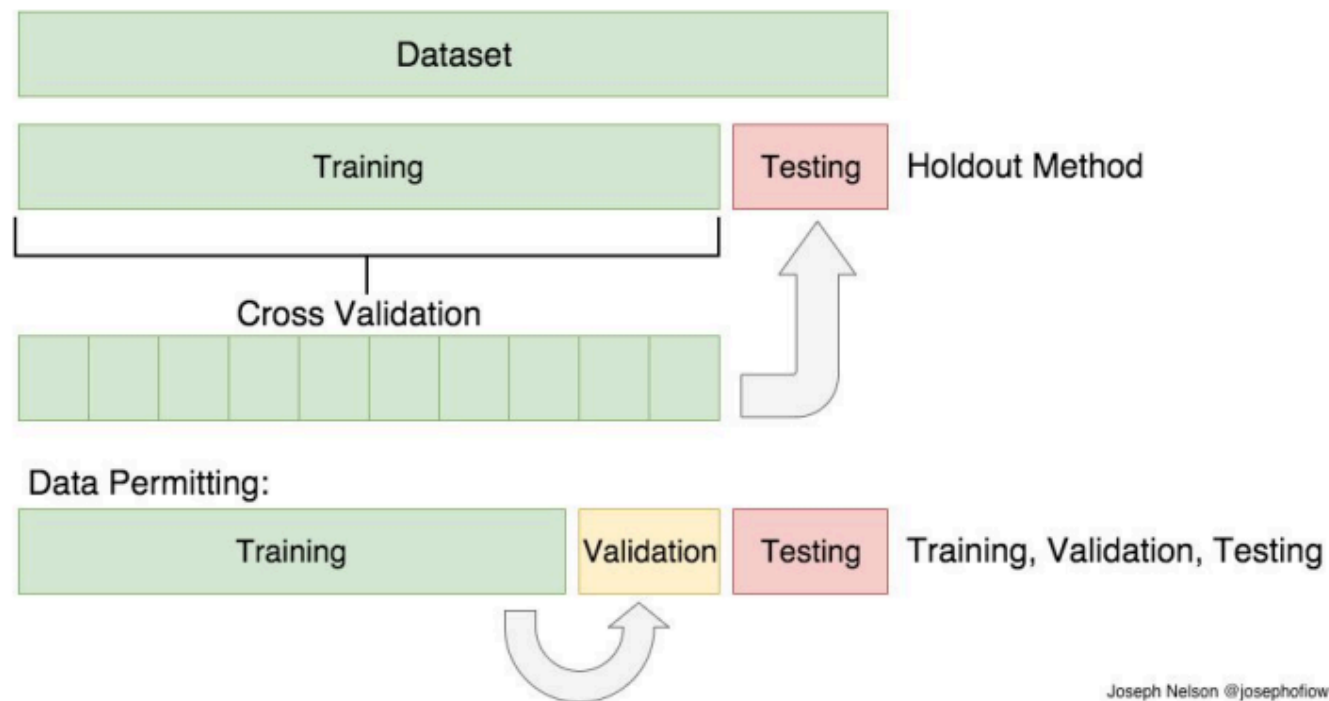 Dataset
Training
Testing
Holdout Method
Cross Validation
Data Permitting:
Training
Validation
Testing
Training, Validation, Testing
Joseph Nelson @josephofiow